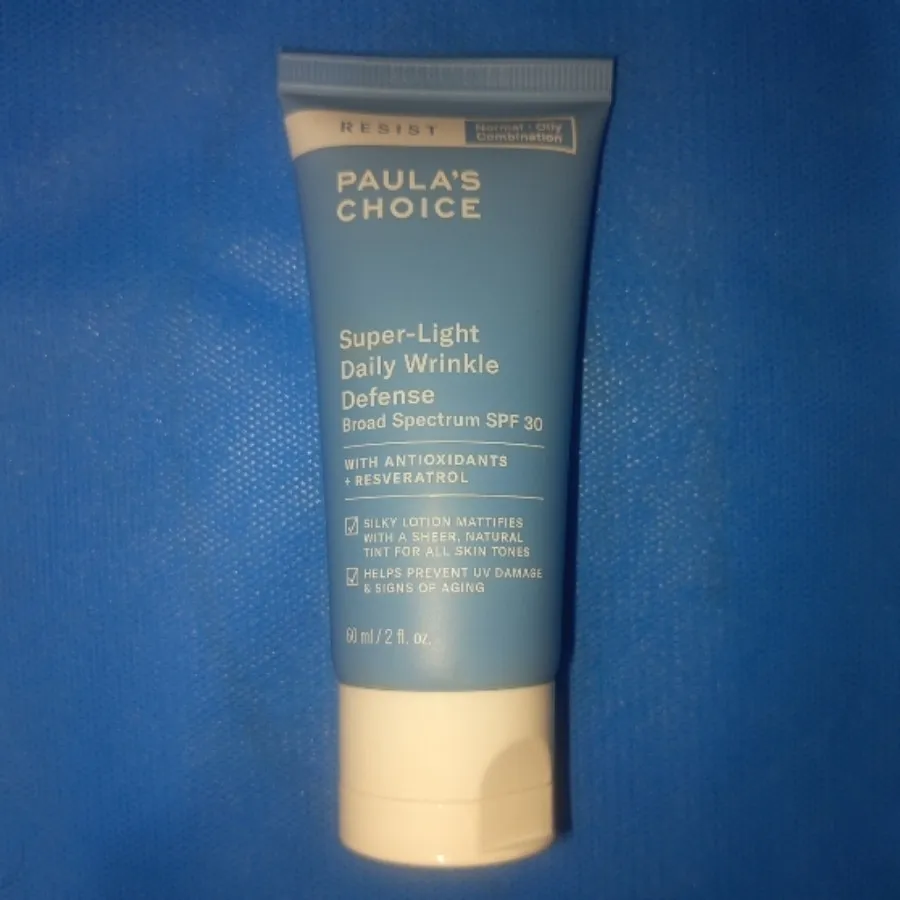 RESIST
Normal · Oily
Combination
PAULA'S
CHOICE
Super-Light
Daily Wrinkle
Defense
Broad Spectrum SPF 30
WITH ANTIOXIDANTS
+ RESVERATROL
SILKY LOTION MATTIFIES
WITH A SHEER, NATURAL
TINT FOR ALL SKIN TONES
HELPS PREVENT UV DAMAGE
& SIGNS OF AGING
60 ml / 2 fl. oz.